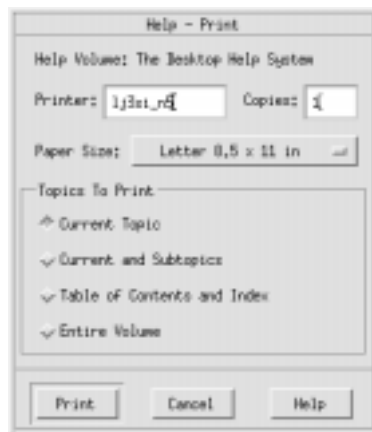 Help - Print
Help Volume: The Desktop Help System
Printer: lj3si_n5 Copies: 1
Paper Size: Letter 8.5 x 11 in
Topics To Print
Current Topic
Current and Subtopics
Table of Contents and Index
Entire Volume
Print Cancel Help